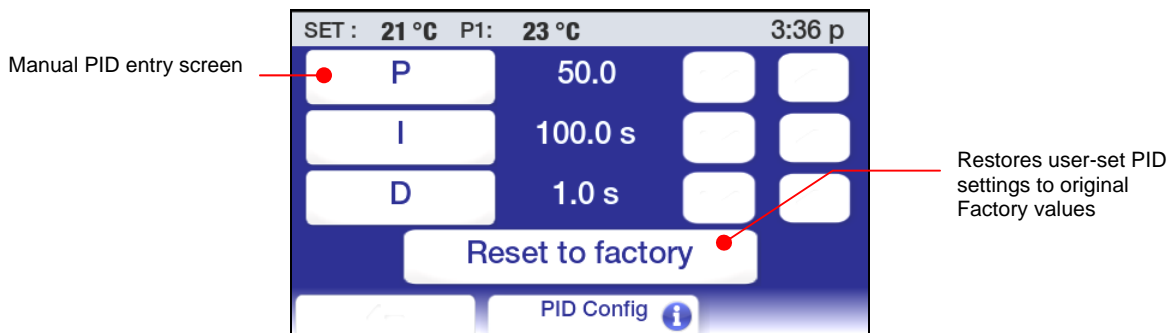 SET : 21 °C P1: 23 °C 3:36 p
Manual PID entry screen
P 50.0
I 100.0 s
D 1.0 s
Restores user-set PID
settings to original
Factory values
Reset to factory
PID Config i